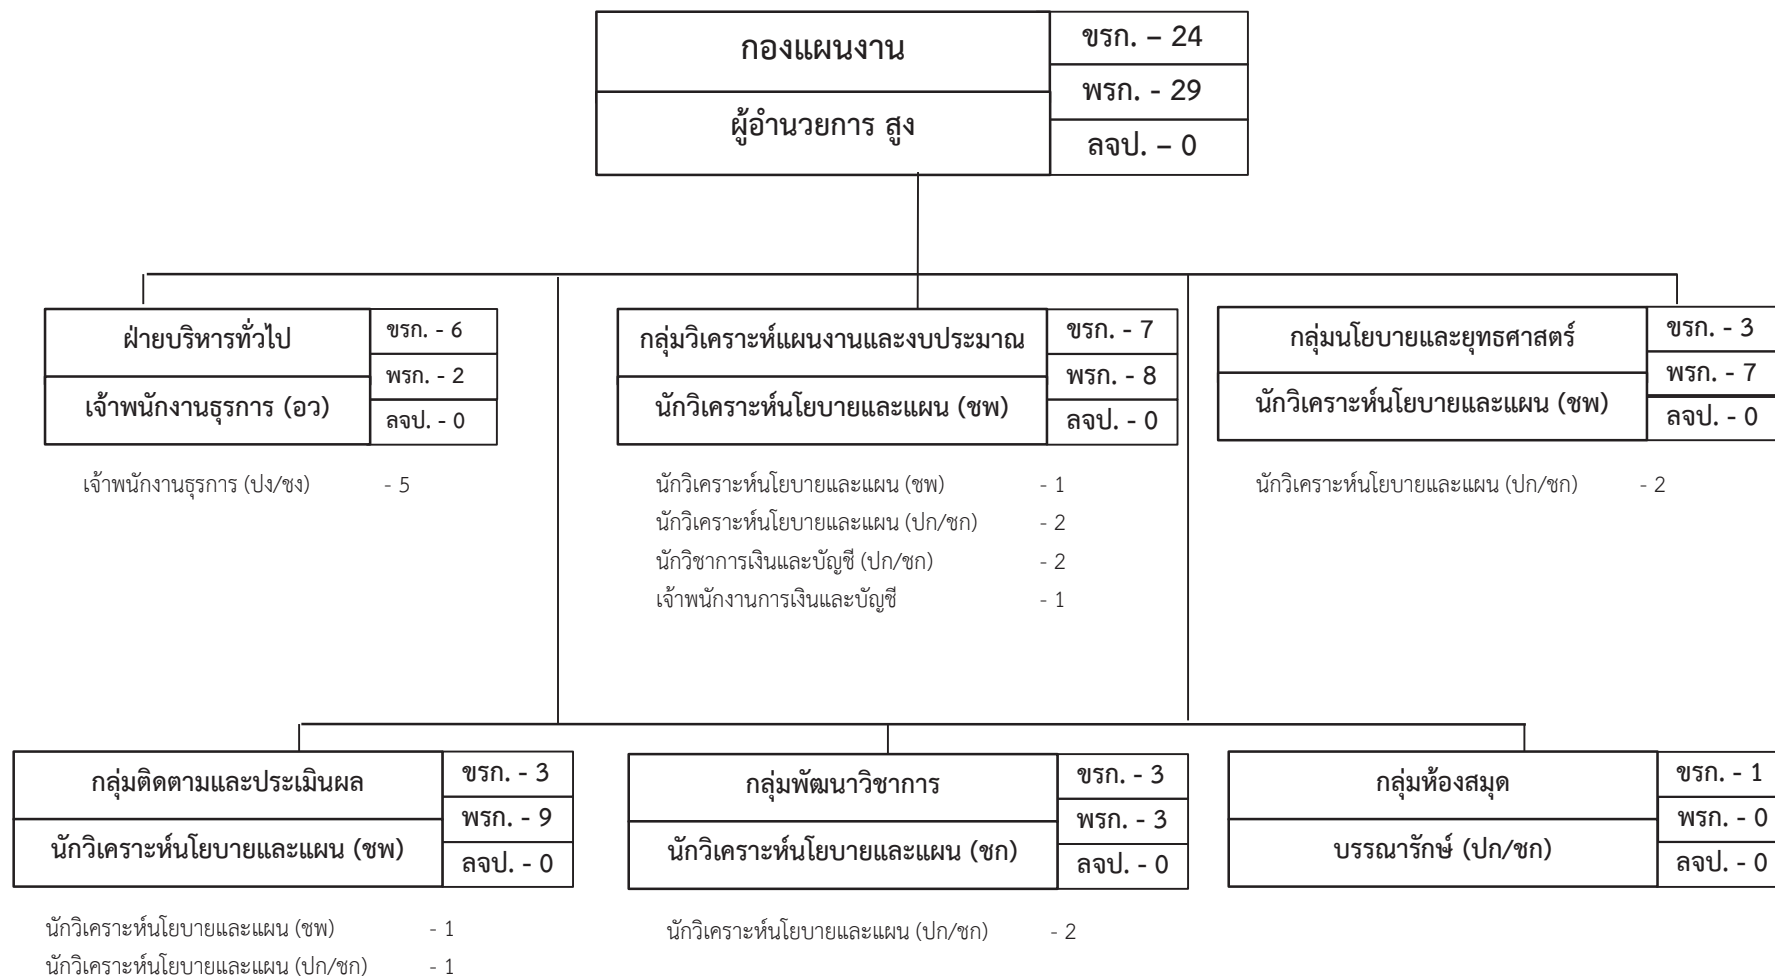 กองแผนงาน
ผู้อำนวยการ สูง
ขรก. – 24
พรก. - 29
ลจป. – 0
ฝ่ายบริหารทั่วไป
เจ้าพนักงานธุรการ (อว)
ขรก. - 6
พรก. - 2
ลจป. - 0
เจ้าพนักงานธุรการ (ปง/ชง) - 5
กลุ่มวิเคราะห์แผนงานและงบประมาณ
นักวิเคราะห์นโยบายและแผน (ชพ)
ขรก. - 7
พรก. - 8
ลจป. - 0
นักวิเคราะห์นโยบายและแผน (ชพ) - 1
นักวิเคราะห์นโยบายและแผน (ปก/ชก) - 2
นักวิชาการเงินและบัญชี (ปก/ชก) - 2
เจ้าพนักงานการเงินและบัญชี - 1
กลุ่มนโยบายและยุทธศาสตร์
นักวิเคราะห์นโยบายและแผน (ชพ)
ขรก. - 3
พรก. - 7
ลจป. - 0
นักวิเคราะห์นโยบายและแผน (ปก/ชก) - 2
กลุ่มติดตามและประเมินผล
นักวิเคราะห์นโยบายและแผน (ชพ)
ขรก. - 3
พรก. - 9
ลจป. - 0
นักวิเคราะห์นโยบายและแผน (ชพ) - 1
นักวิเคราะห์นโยบายและแผน (ปก/ชก) - 1
กลุ่มพัฒนาวิชาการ
นักวิเคราะห์นโยบายและแผน (ชก)
ขรก. - 3
พรก. - 3
ลจป. - 0
นักวิเคราะห์นโยบายและแผน (ปก/ชก) - 2
กลุ่มห้องสมุด
บรรณารักษ์ (ปก/ชก)
ขรก. - 1
พรก. - 0
ลจป. - 0